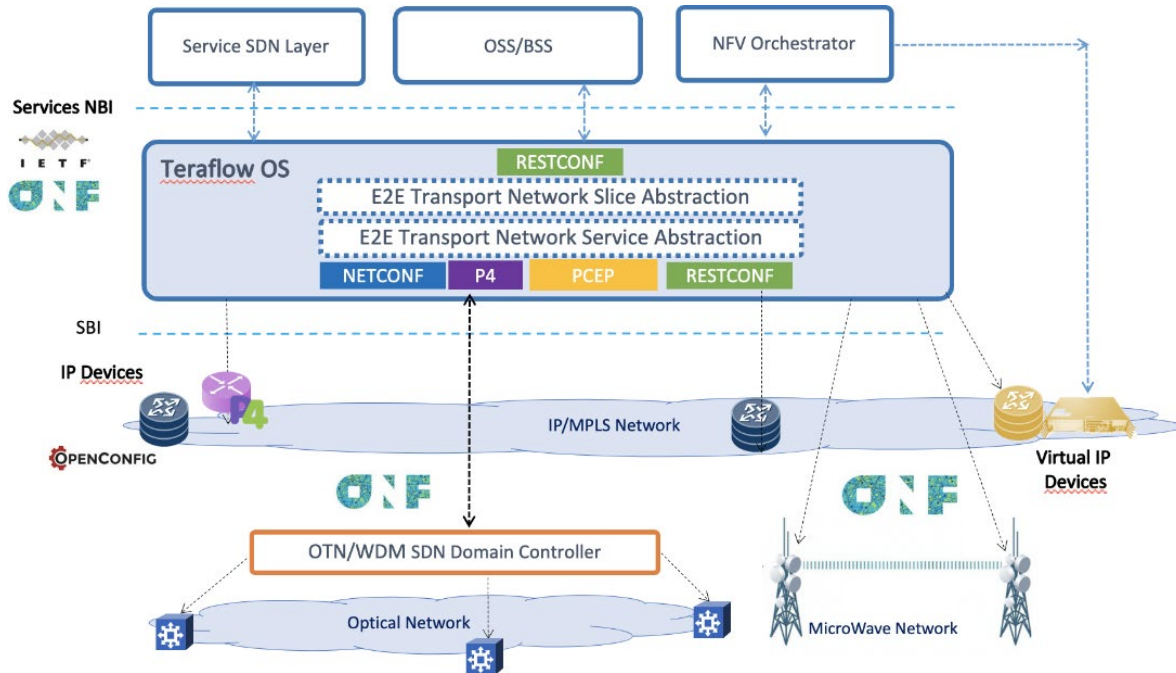 Service SDN Layer
OSS/BSS
NFV Orchestrator
Services NBI
I E T F®
ONF
Teraflow OS
RESTCONF
E2E Transport Network Slice Abstraction
E2E Transport Network Service Abstraction
NETCONF
P4
PCEP
RESTCONF
SBI
IP Devices
P4
IP/MPLS Network
OPENCONFIG
ONF
ONF
Virtual IP
Devices
OTN/WDM SDN Domain Controller
Optical Network
MicroWave Network